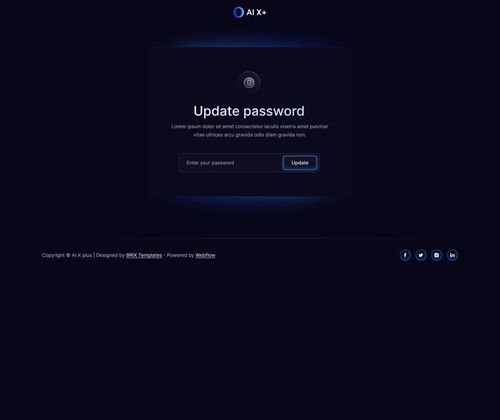 AI X+
Update password
Lorem ipsum dolor sit amet consectetur iaculis viverra amet pulvinar
vitae ultrices arcu gravida odio diam gravida non.
Enter your password
Update
Copyright © AI X plus | Designed by BRIX Templates - Powered by Webflow